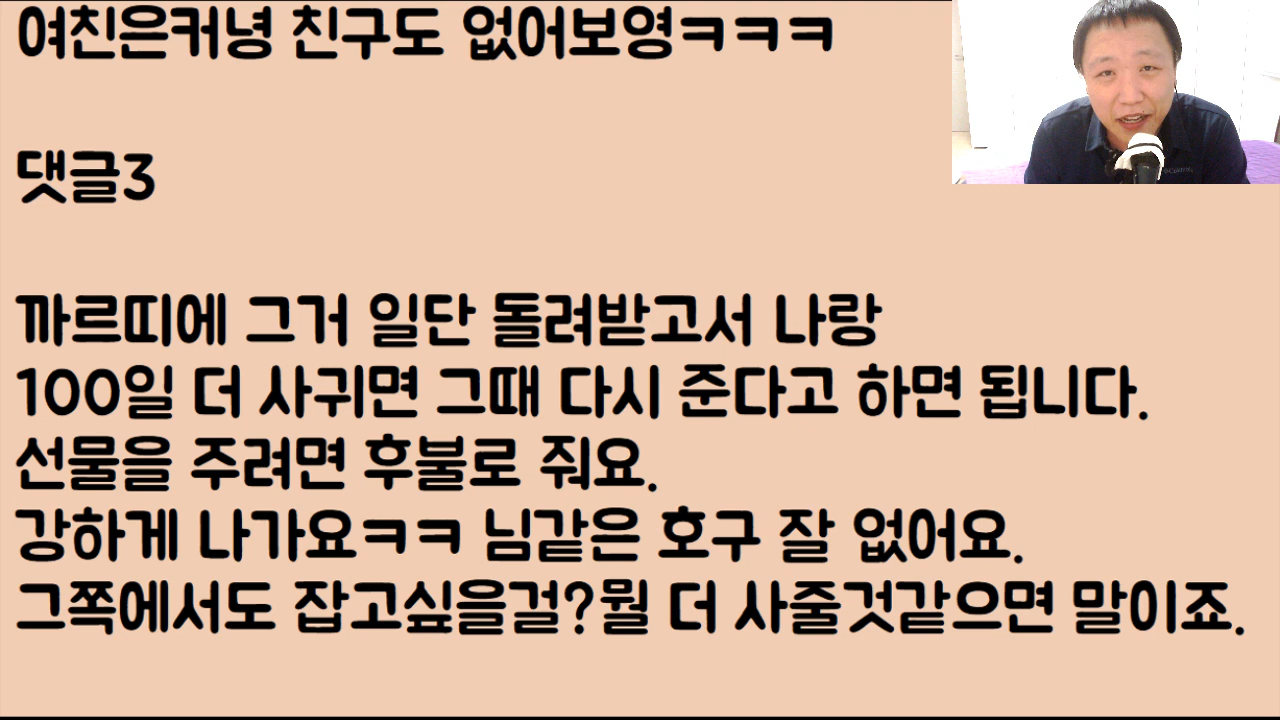 여친은커녕 친구도 없어보영ㅋㅋㅋ
댓글3
까르띠에 그거 일단 돌려받고서 나랑
100일 더 사귀면 그때 다시 준다고 하면 됩니다.
선물을 주려면 후불로 줘요.
강하게 나가요ㅋㅋ 님같은 호구 잘 없어요.
그쪽에서도 잡고싶을걸?뭘 더 사줄것같으면 말이죠.